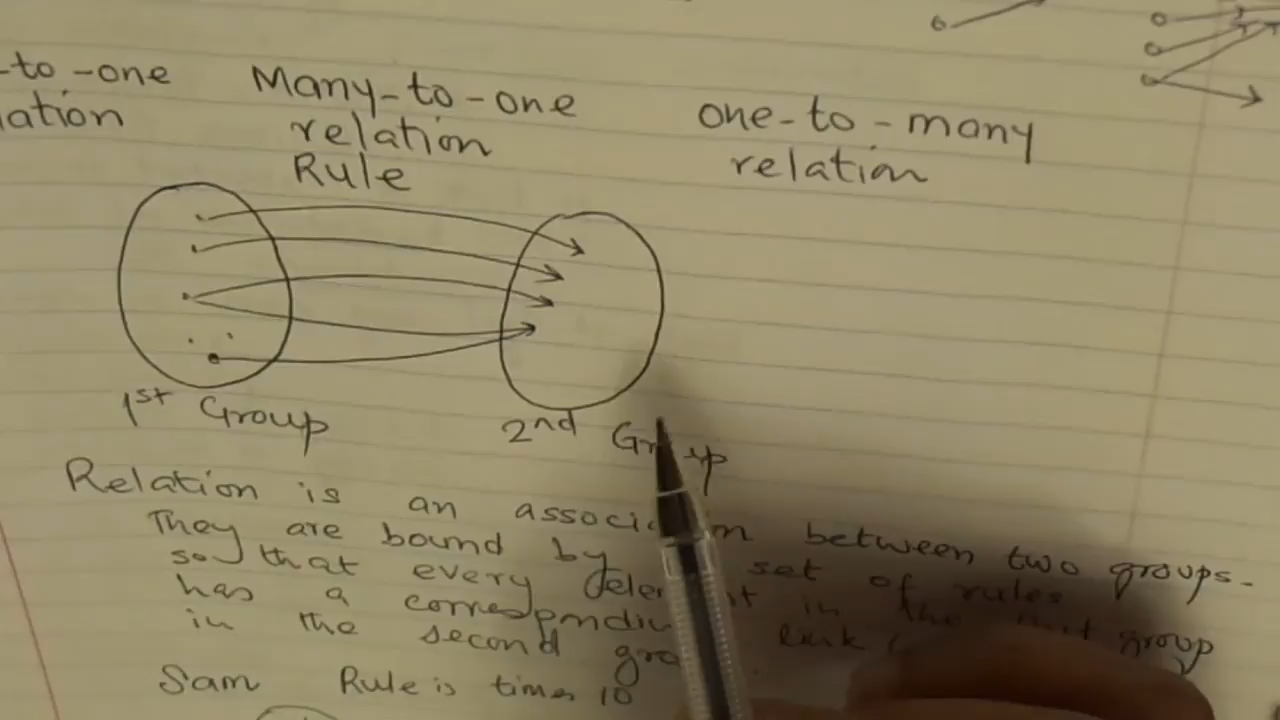 -to-one
lation
Many-to-one
relation
Rule
one-to-many
relation
1st Group
2nd Group
Relation is an between two groups.
They are bound by set of rules
so that every in the group
has a
in the second
Sam Rule is times 10